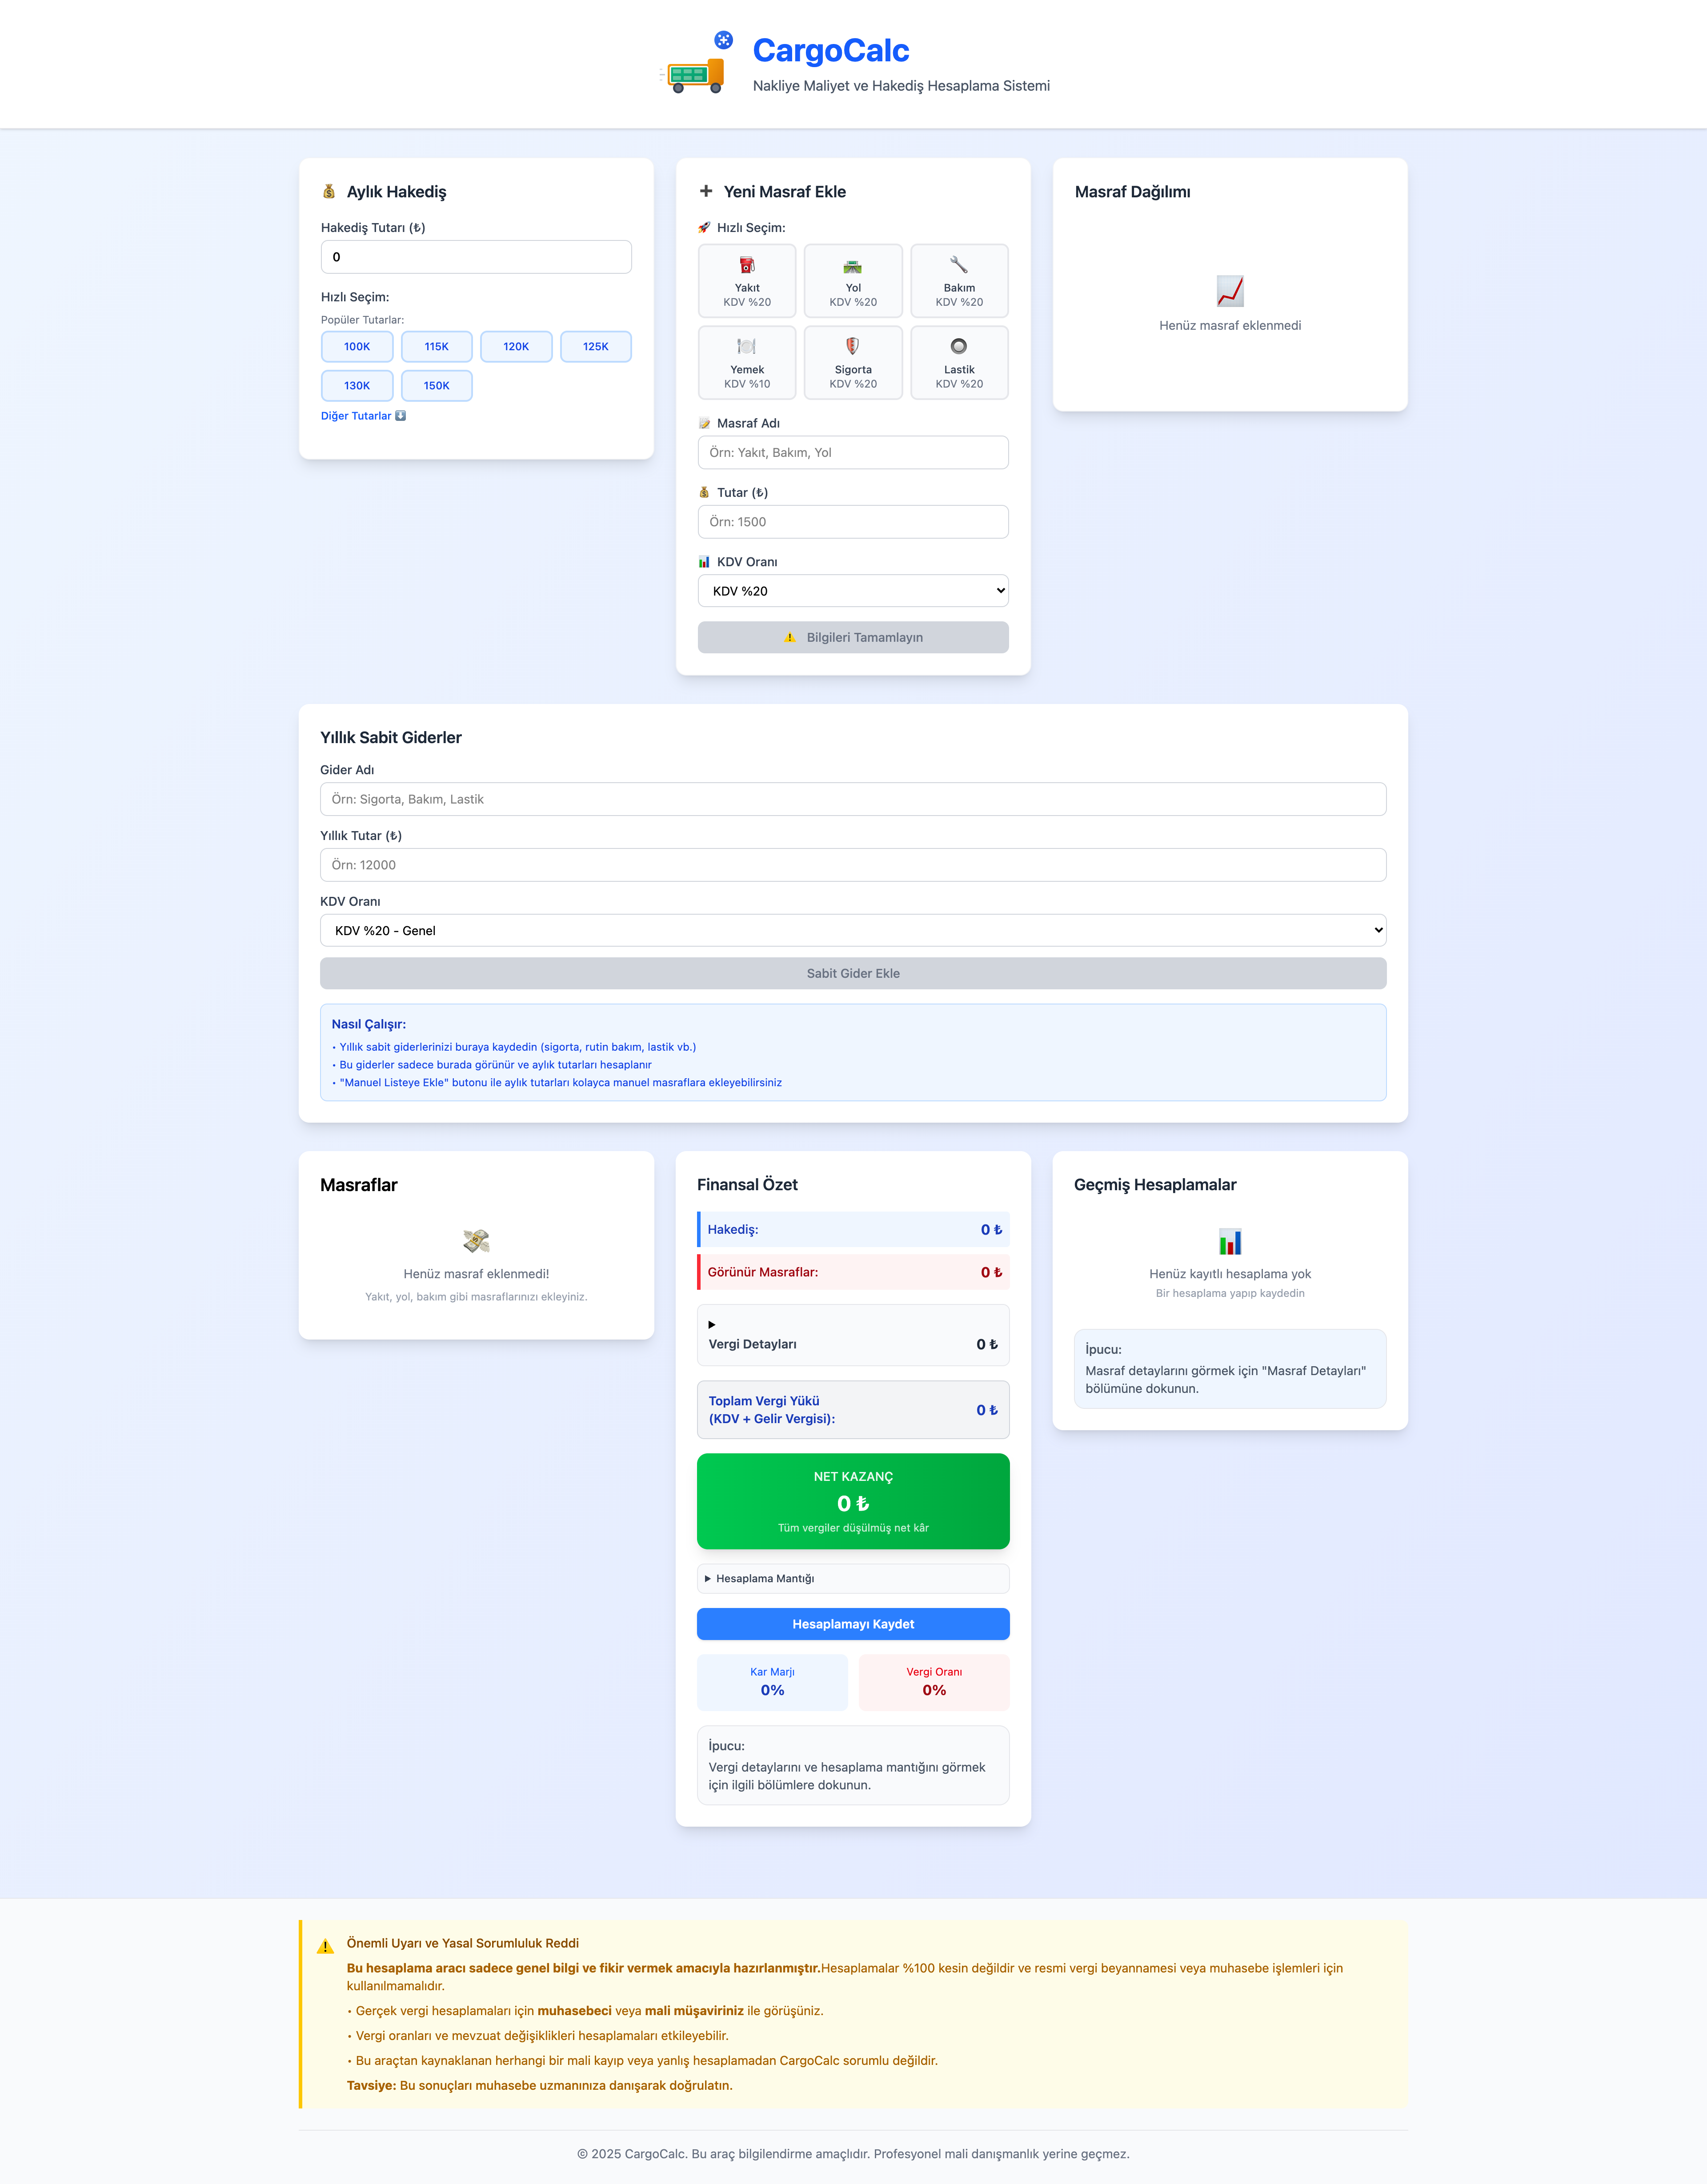 CargoCalc
Nakliye Maliyet ve Hakediş Hesaplama Sistemi
Aylık Hakediş
Hakediş Tutarı (₺)
0
Hızlı Seçim:
Popüler Tutarlar:
100K
115K
120K
125K
130K
150K
Diğer Tutarlar ⬇️
Yeni Masraf Ekle
Hızlı Seçim:
Yakıt
KDV %20
Yol
KDV %20
Bakım
KDV %20
Yemek
KDV %10
Sigorta
KDV %20
Lastik
KDV %20
Masraf Adı
Örn: Yakıt, Bakım, Yol
Tutar (₺)
Örn: 1500
KDV Oranı
KDV %20
Bilgileri Tamamlayın
Masraf Dağılımı
Henüz masraf eklenmedi
Yıllık Sabit Giderler
Gider Adı
Örn: Sigorta, Bakım, Lastik
Yıllık Tutar (₺)
Örn: 12000
KDV Oranı
KDV %20 - Genel
Sabit Gider Ekle
Nasıl Çalışır:
• Yıllık sabit giderlerinizi buraya kaydedin (sigorta, rutin bakım, lastik vb.)
• Bu giderler sadece burada görünür ve aylık tutarları hesaplanır
• "Manuel Listeye Ekle" butonu ile aylık tutarları kolayca manuel masraflara ekleyebilirsiniz
Masraflar
Henüz masraf eklenmedi!
Yakıt, yol, bakım gibi masraflarınızı ekleyiniz.
Finansal Özet
Hakediş: 0 ₺
Görünür Masraflar: 0 ₺
Vergi Detayları 0 ₺
Toplam Vergi Yükü
(KDV + Gelir Vergisi): 0 ₺
NET KAZANÇ
0 ₺
Tüm vergiler düşülmüş net kâr
Hesaplama Mantığı
Hesaplamayı Kaydet
Kar Marjı
0%
Vergi Oranı
0%
İpucu:
Vergi detaylarını ve hesaplama mantığını görmek
için ilgili bölümlere dokunun.
Geçmiş Hesaplamalar
Henüz kayıtlı hesaplama yok
Bir hesaplama yapıp kaydedin
İpucu:
Masraf detaylarını görmek için "Masraf Detayları"
bölümüne dokunun.
Önemli Uyarı ve Yasal Sorumluluk Reddi
Bu hesaplama aracı sadece genel bilgi ve fikir vermek amacıyla hazırlanmıştır.Hesaplamalar %100 kesin değildir ve resmi vergi beyannamesi veya muhasebe işlemleri için
kullanılmamalıdır.
• Gerçek vergi hesaplamaları için muhasebeci veya mali müşaviriniz ile görüşünüz.
• Vergi oranları ve mevzuat değişiklikleri hesaplamaları etkileyebilir.
• Bu araçtan kaynaklanan herhangi bir mali kayıp veya yanlış hesaplamadan CargoCalc sorumlu değildir.
Tavsiye: Bu sonuçları muhasebe uzmanınıza danışarak doğrulatın.
© 2025 CargoCalc. Bu araç bilgilendirme amaçlıdır. Profesyonel mali danışmanlık yerine geçmez.